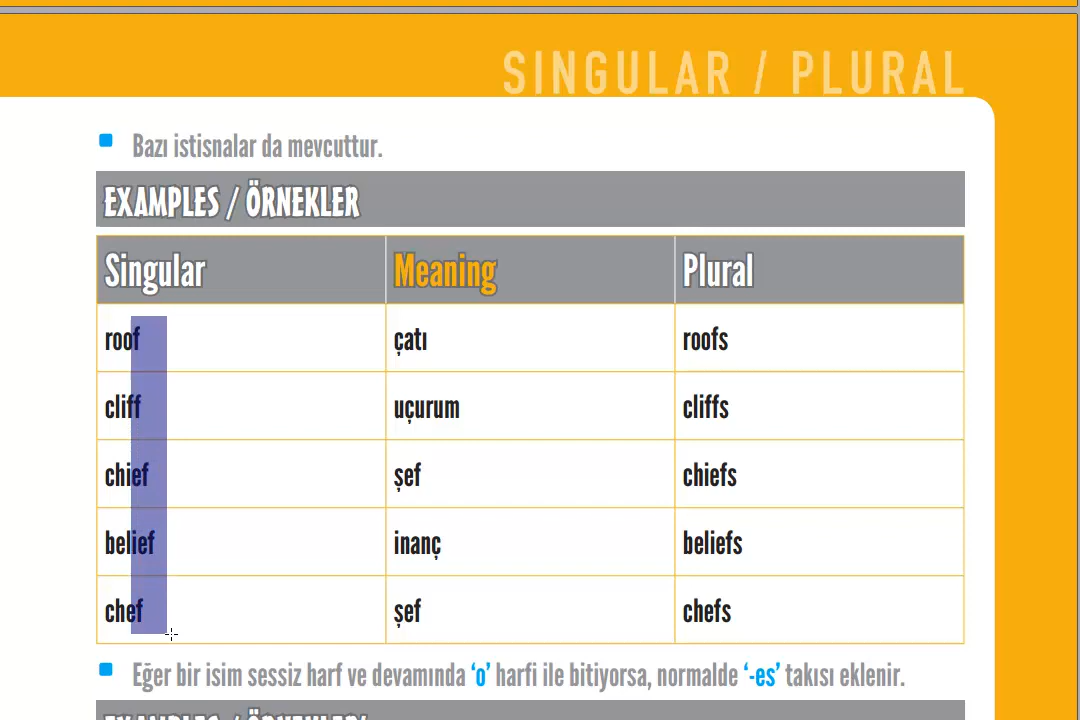 SINGULAR / PLURAL
Bazı istisnalar da mevcuttur.
EXAMPLES / ÖRNEKLER
Singular Meaning Plural
roof çatı roofs
cliff uçurum cliffs
chief şef chiefs
belief inanç beliefs
chef şef chefs
Eğer bir isim sessiz harf ve devamında ‘o’ harfi ile bitiyorsa, normalde ‘-es’ takısı eklenir.
EXAMPLES / ÖRNEKLER